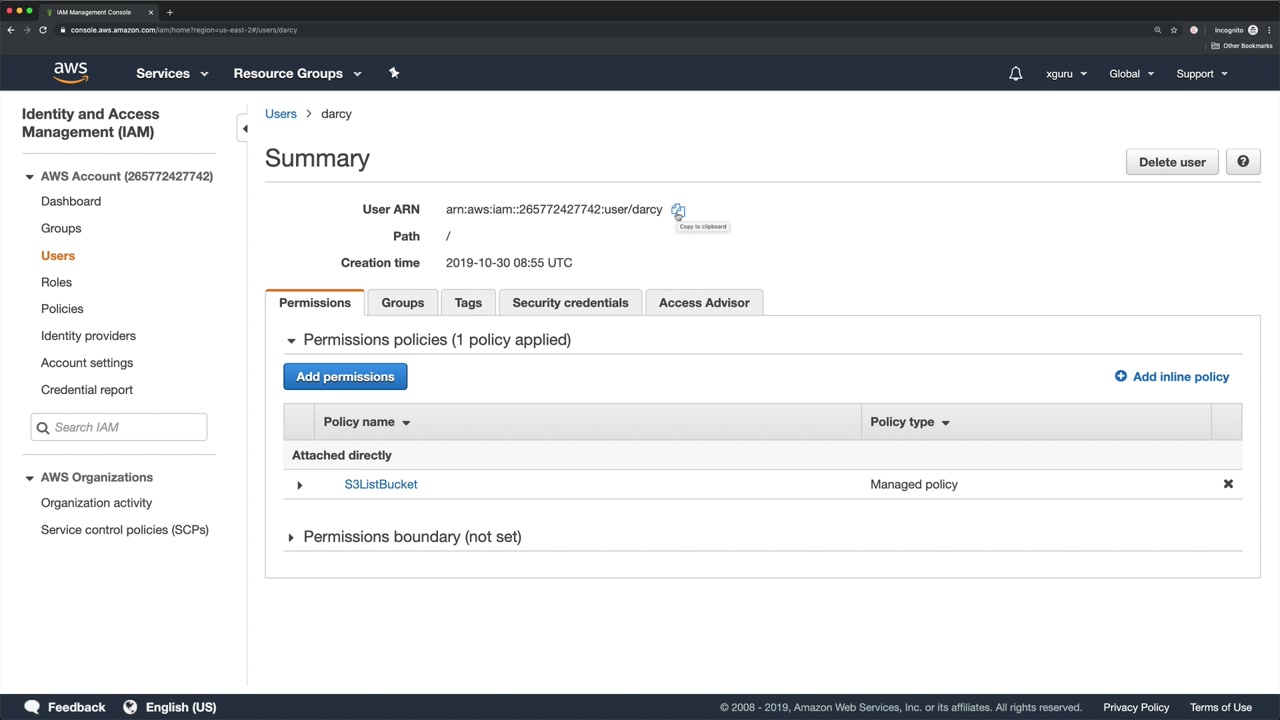 IAM Management Console
console.aws.amazon.com/iam/home?region=us-east-2#/users/darcy
Incognito
Other Bookmarks
aws
Services
Resource Groups
xguru
Global
Support
Identity and Access
Management (IAM)
AWS Account (265772427742)
Dashboard
Groups
Users
Roles
Policies
Identity providers
Account settings
Credential report
Search IAM
AWS Organizations
Organization activity
Service control policies (SCPs)
Users > darcy
Summary
Delete user
User ARN arn:aws:iam::265772427742:user/darcy
Copy to clipboard
Path /
Creation time 2019-10-30 08:55 UTC
Permissions Groups Tags Security credentials Access Advisor
Permissions policies (1 policy applied)
Add permissions
Add inline policy
Policy name Policy type
Attached directly
S3ListBucket Managed policy
Permissions boundary (not set)
Feedback English (US)
© 2008 - 2019, Amazon Web Services, Inc. or its affiliates. All rights reserved. Privacy Policy Terms of Use